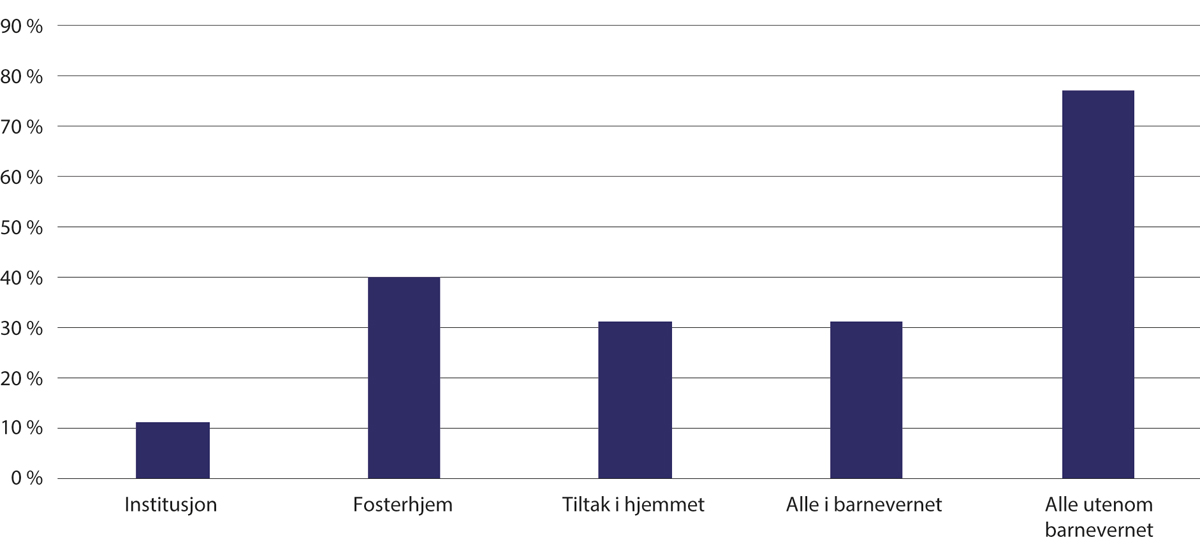 90 %
80 %
70 %
60 %
50 %
40 %
30 %
20 %
10 %
0 %
Institusjon
Fosterhjem
Tiltak i hjemmet
Alle i barnevernet
Alle utenom
barnevernet